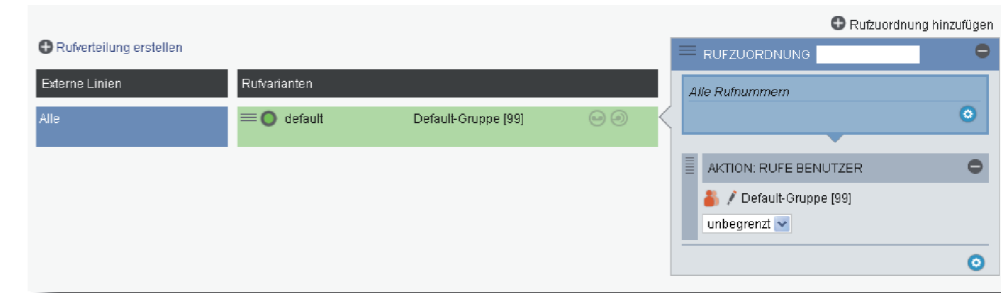 Rufzuordnung hinzufügen
Rufverteilung erstellen
RUFZUORDNUNG
Externe Linien
Rufvarianten
Alle Rufnummern
Alle
default
Default-Gruppe [99]
AKTION: RUFE BENUTZER
Default-Gruppe [99]
unbegrenzt